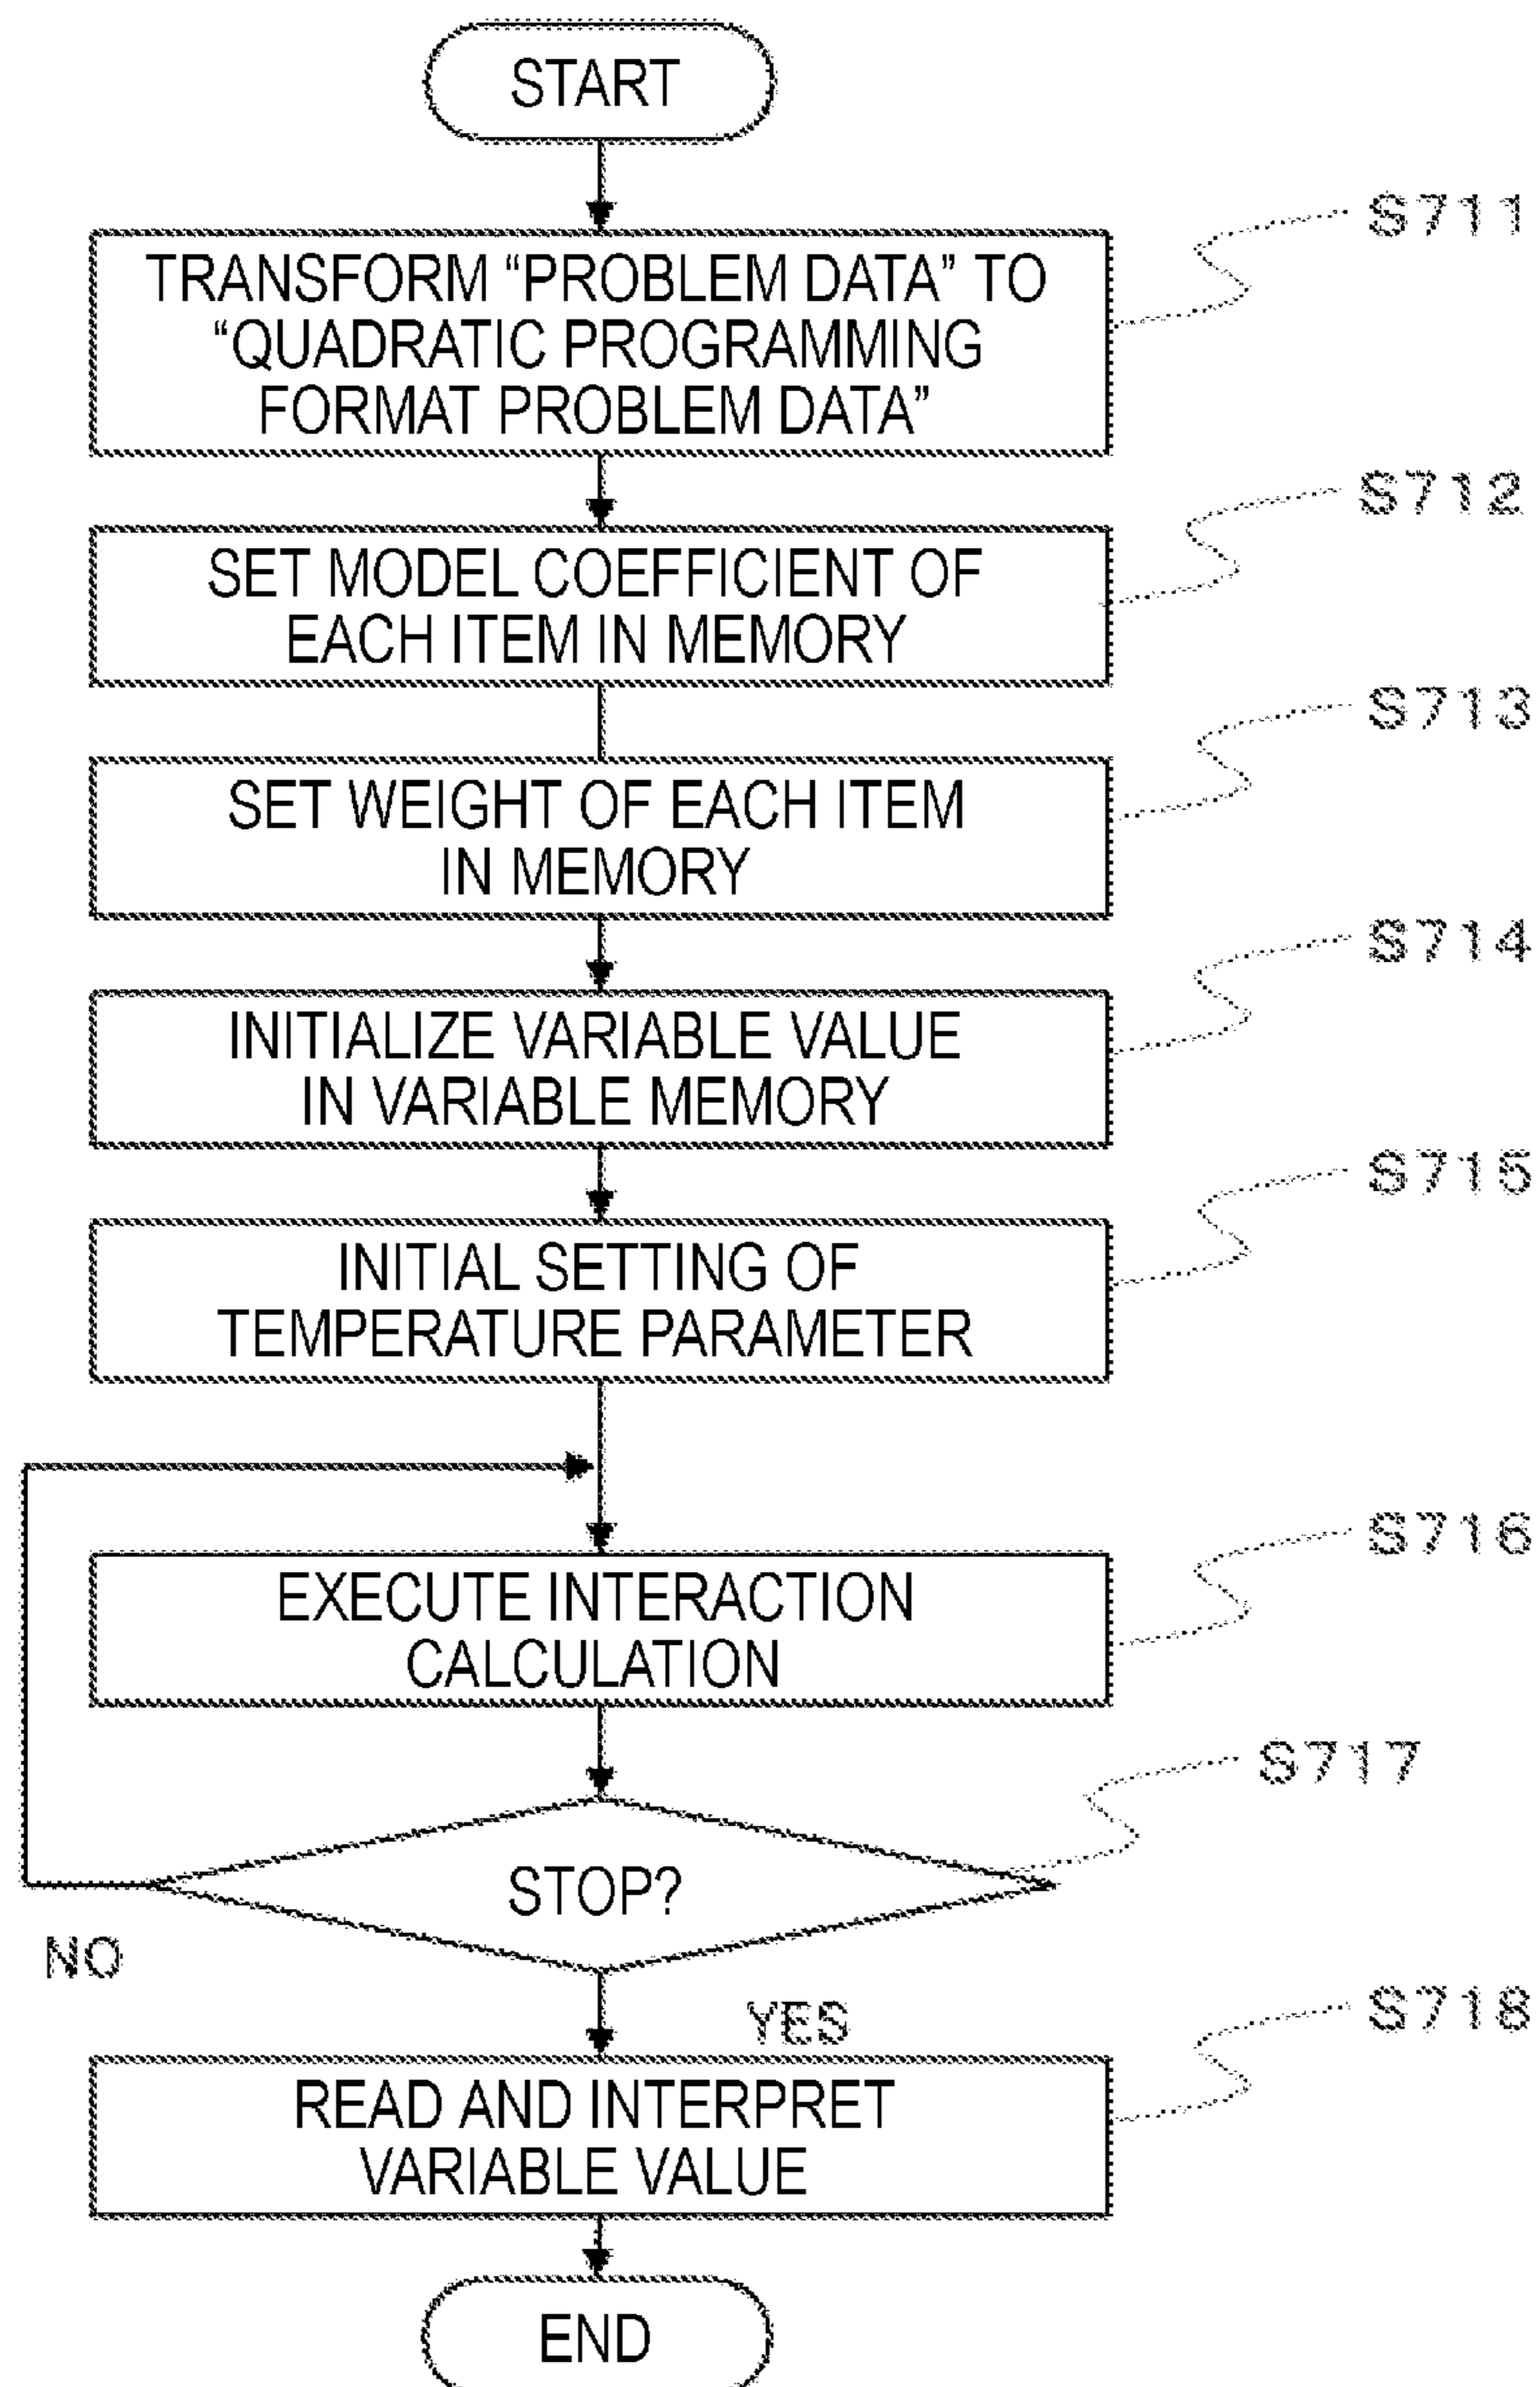 START
S711
TRANSFORM “PROBLEM DATA” TO
“QUADRATIC PROGRAMMING
FORMAT PROBLEM DATA”
S712
SET MODEL COEFFICIENT OF
EACH ITEM IN MEMORY
S713
SET WEIGHT OF EACH ITEM
IN MEMORY
S714
INITIALIZE VARIABLE VALUE
IN VARIABLE MEMORY
S715
INITIAL SETTING OF
TEMPERATURE PARAMETER
S716
EXECUTE INTERACTION
CALCULATION
S717
STOP?
NO
YES
S718
READ AND INTERPRET
VARIABLE VALUE
END